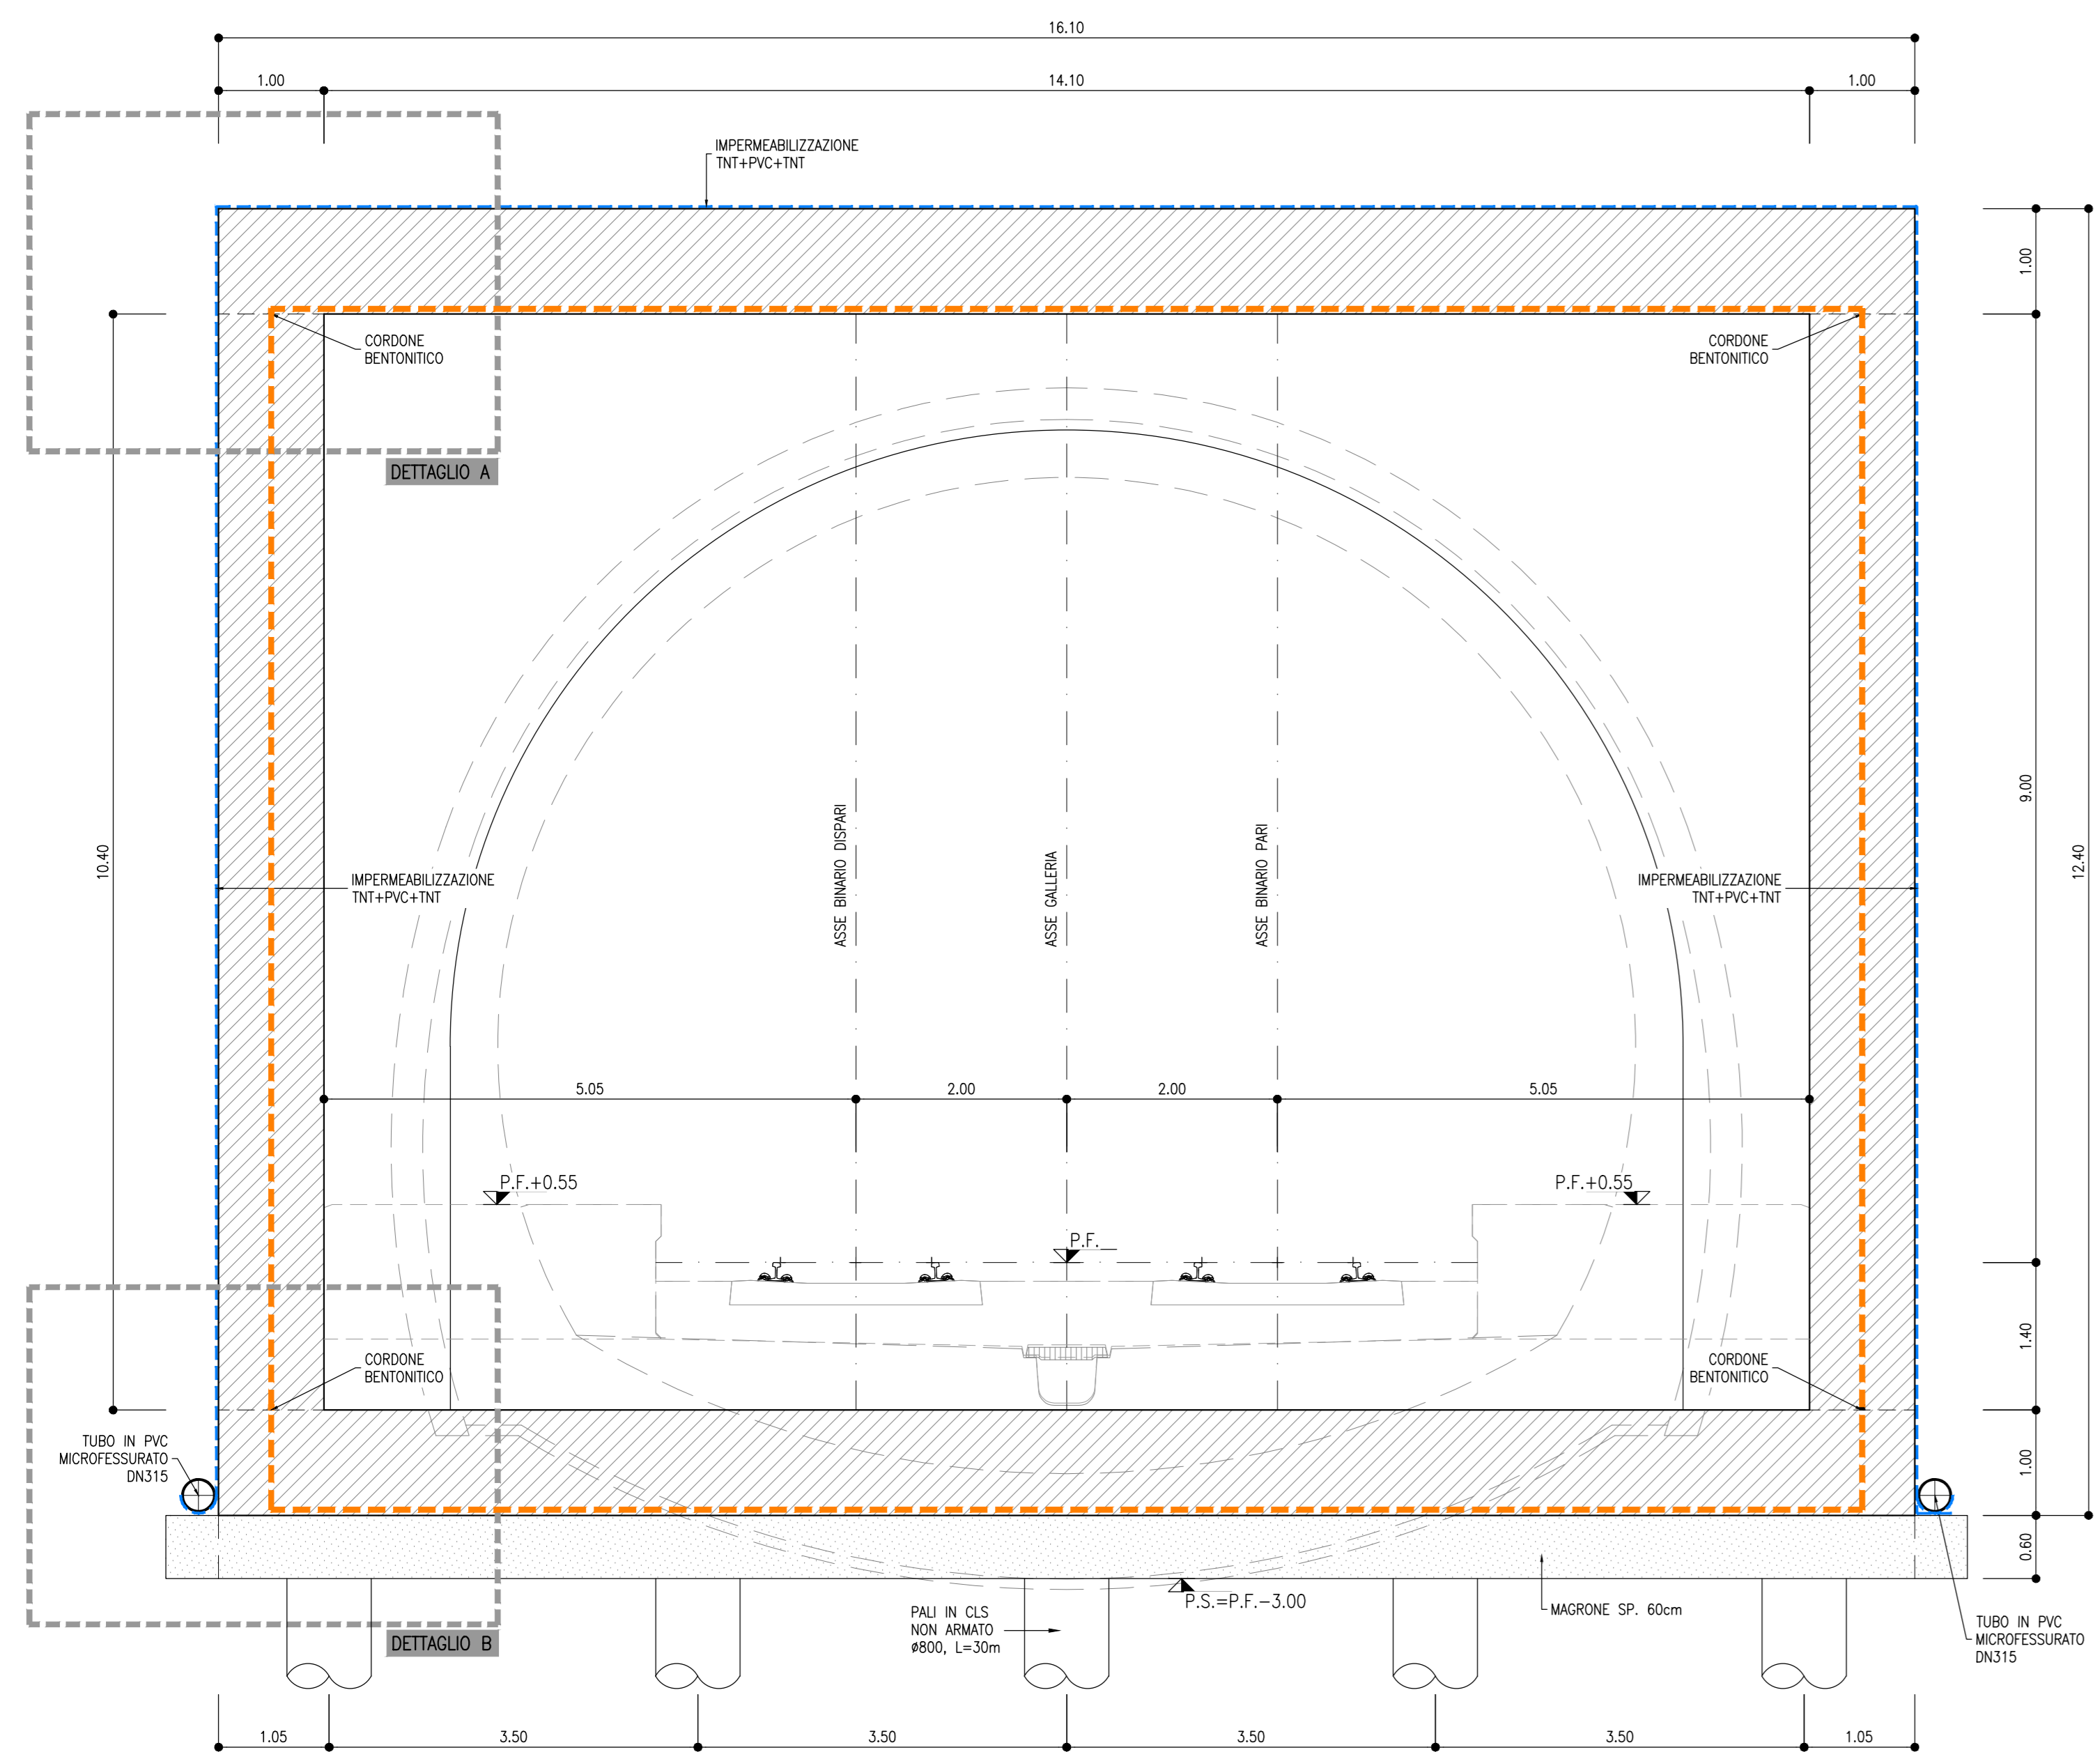 16.10
1.00
14.10
1.00
IMPERMEABILIZZAZIONE
TNT+PVC+TNT
1.00
CORDONE
BENTONITICO
CORDONE
BENTONITICO
DETTAGLIO A
9.00
10.40
12.40
ASSE BINARIO DISPARI
ASSE GALLERIA
ASSE BINARIO PARI
IMPERMEABILIZZAZIONE
TNT+PVC+TNT
IMPERMEABILIZZAZIONE
TNT+PVC+TNT
5.05
2.00
2.00
5.05
P.F.+0.55
P.F.+0.55
P.F.
1.40
CORDONE
BENTONITICO
CORDONE
BENTONITICO
TUBO IN PVC
MICROFESSURATO
DN315
1.00
0.60
P.S.=P.F.-3.00
PALI IN CLS
NON ARMATO
Ø800, L=30m
MAGRONE SP. 60cm
TUBO IN PVC
MICROFESSURATO
DN315
DETTAGLIO B
1.05
3.50
3.50
3.50
3.50
1.05